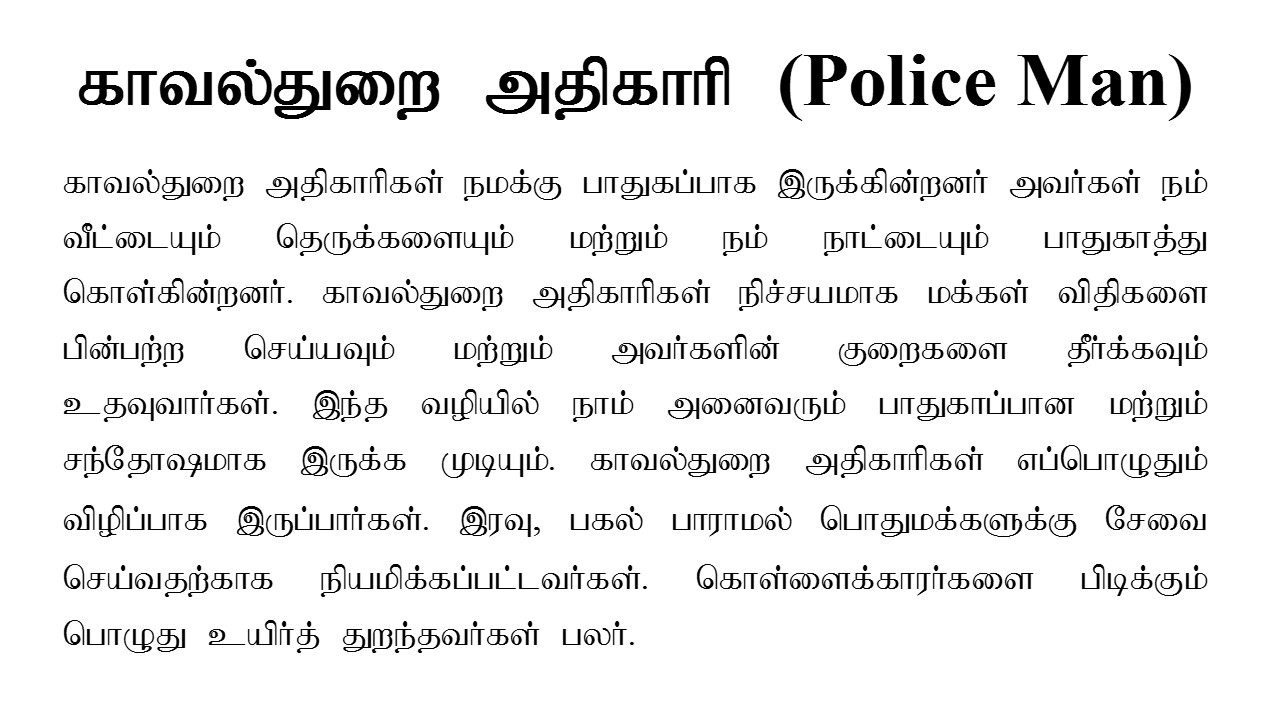 காவல்துறை அதிகாரி (Police Man)
காவல்துறை அதிகாரிகள் நமக்கு பாதுகப்பாக இருக்கின்றனர் அவர்கள் நம்
வீட்டையும் தெருக்களையும் மற்றும் நம் நாட்டையும் பாதுகாத்து
கொள்கின்றனர். காவல்துறை அதிகாரிகள் நிச்சயமாக மக்கள் விதிகளை
பின்பற்ற செய்யவும் மற்றும் அவர்களின் குறைகளை தீர்க்கவும்
உதவுவார்கள். இந்த வழியில் நாம் அனைவரும் பாதுகாப்பான மற்றும்
சந்தோஷமாக இருக்க முடியும். காவல்துறை அதிகாரிகள் எப்பொழுதும்
விழிப்பாக இருப்பார்கள். இரவு, பகல் பாராமல் பொதுமக்களுக்கு சேவை
செய்வதற்காக நியமிக்கப்பட்டவர்கள். கொள்ளைக்காரர்களை பிடிக்கும்
பொழுது உயிர்த் துறந்தவர்கள் பலர்.